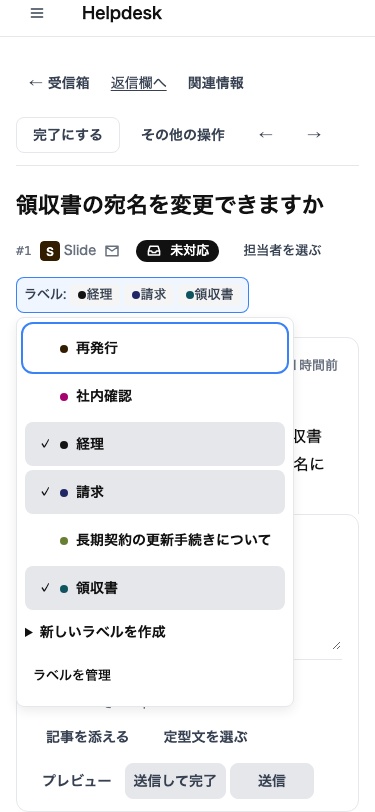 Helpdesk
← 受信箱 返信欄へ 関連情報
完了にする その他の操作 ← →
領収書の宛名を変更できますか
#1 S Slide 未対応 担当者を選ぶ
ラベル: 経理 請求 領収書
再発行
1時間前
社内確認
✓ 経理
収書
名に
✓ 請求
長期契約の更新手続きについて
✓ 領収書
▶ 新しいラベルを作成
ラベルを管理
記事を添える 定型文を選ぶ
プレビュー 送信して完了 送信